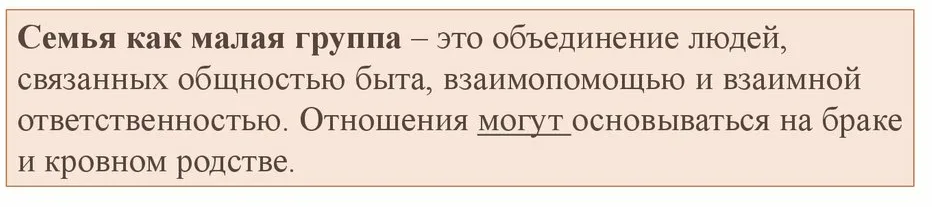 Семья как малая группа – это объединение людей,
связанных общностью быта, взаимопомощью и взаимной
ответственностью. Отношения могут основываться на браке
и кровном родстве.